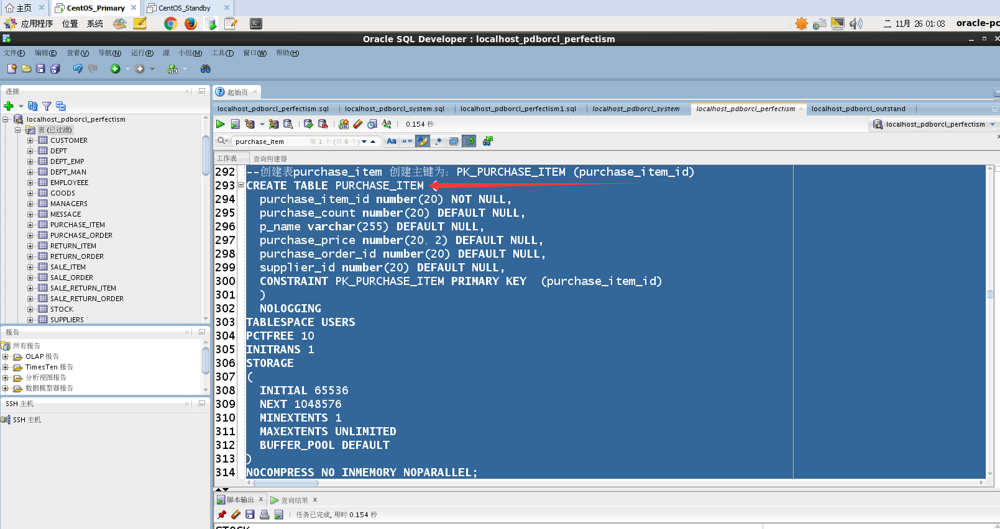 主页
CentOS_Primary
CentOS_Standby
应用程序 位置 系统
二 11月 26 01:03 oracle-pc
Oracle SQL Developer : localhost_pdborcl_perfectism
文件(F) 编辑(E) 查看(V) 导航(N) 运行(R) 源 小组(M) 工具(T) 窗口(W) 帮助(H)
连接
localhost_pdborcl_perfectism
表 (已过滤)
CUSTOMER
DEPT
DEPT_EMP
DEPT_MAN
EMPLOYEEE
GOODS
MANAGERS
MESSAGE
PURCHASE_ITEM
PURCHASE_ORDER
RETURN_ITEM
RETURN_ORDER
SALE_ITEM
SALE_ORDER
SALE_RETURN_ITEM
SALE_RETURN_ORDER
STOCK
SUPPLIERS
报告
所有报告
OLAP 报告
TimesTen 报告
分析视图报告
数据模型器报告
SSH 主机
SSH 主机
起始页
localhost_pdborcl_perfectism.sql
localhost_pdborcl_system.sql
localhost_pdborcl_perfectism1.sql
localhost_pdborcl_system
localhost_pdborcl_perfectism
localhost_pdborcl_outstand
0.154 秒
localhost_pdborcl_perfectism
purchase_item 第 1 个 (共 6 个)
工作表 查询构建器
292 --创建表purchase_item 创建主键为: PK_PURCHASE_ITEM (purchase_item_id)
293 CREATE TABLE PURCHASE_ITEM (
294 purchase_item_id number(20) NOT NULL,
295 purchase_count number(20) DEFAULT NULL,
296 p_name varchar(255) DEFAULT NULL,
297 purchase_price number(20, 2) DEFAULT NULL,
298 purchase_order_id number(20) DEFAULT NULL,
299 supplier_id number(20) DEFAULT NULL,
300 CONSTRAINT PK_PURCHASE_ITEM PRIMARY KEY (purchase_item_id)
301 )
302 NOLOGGING
303 TABLESPACE USERS
304 PCTFREE 10
305 INITRANS 1
306 STORAGE
307 (
308 INITIAL 65536
309 NEXT 1048576
310 MINEXTENTS 1
311 MAXEXTENTS UNLIMITED
312 BUFFER_POOL DEFAULT
313 )
314 NOCOMPRESS NO INMEMORY NOPARALLEL;
脚本输出 x 查询结果 x
任务已完成, 用时 0.154 秒
STOCK